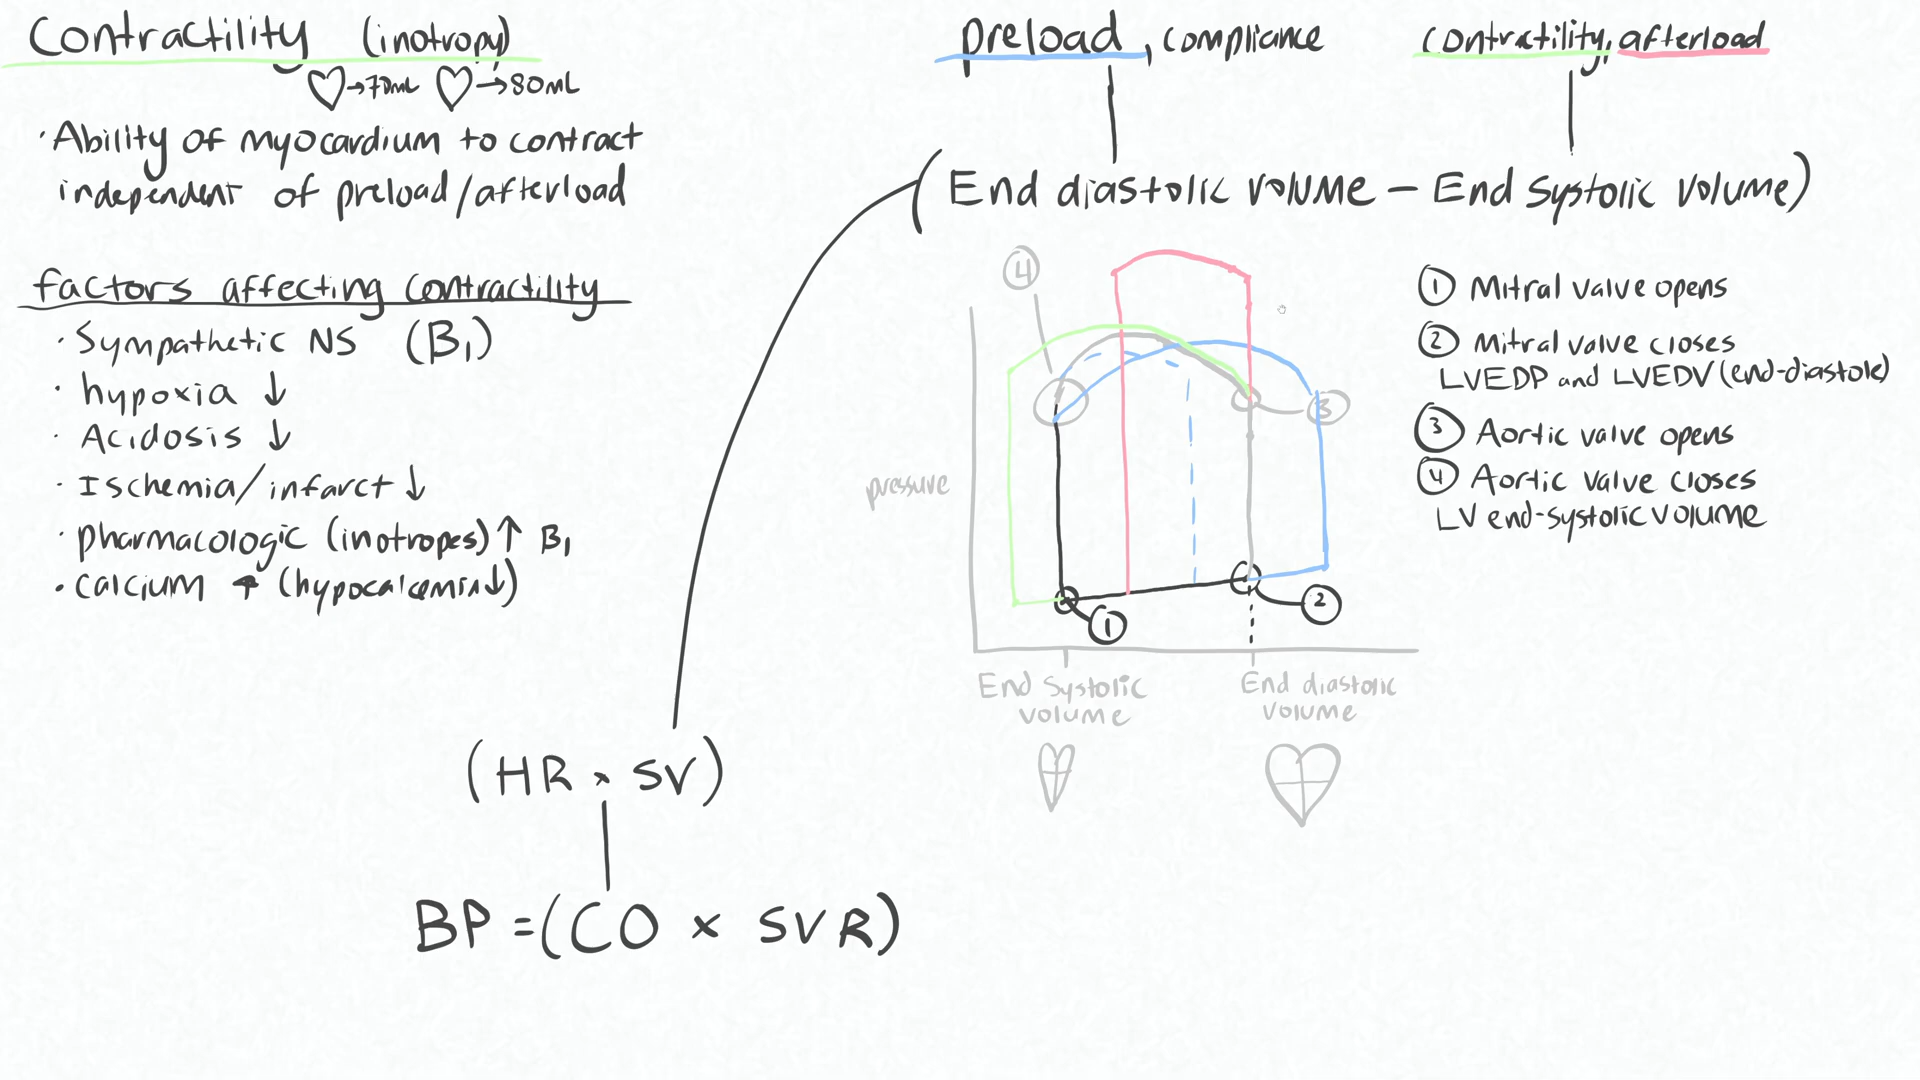 Contractility (inotropy)
→70mL →80mL
· Ability of myocardium to contract
independent of preload/afterload
factors affecting contractility
· Sympathetic NS (B₁)
· hypoxia ↓
· Acidosis ↓
· Ischemia/infarct ↓
· pharmacologic (inotropes) ↑ B₁
· calcium ↑ (hypocalcemia↓)
preload, compliance
contractility, afterload
(End diastolic volume – End systolic volume)
4
3
pressure
1
2
End systolic
volume
End diastolic
volume
① Mitral valve opens
② Mitral valve closes
LVEDP and LVEDV (end-diastole)
③ Aortic valve opens
④ Aortic valve closes
LV end-systolic volume
(HR × SV)
BP = (CO × SVR)